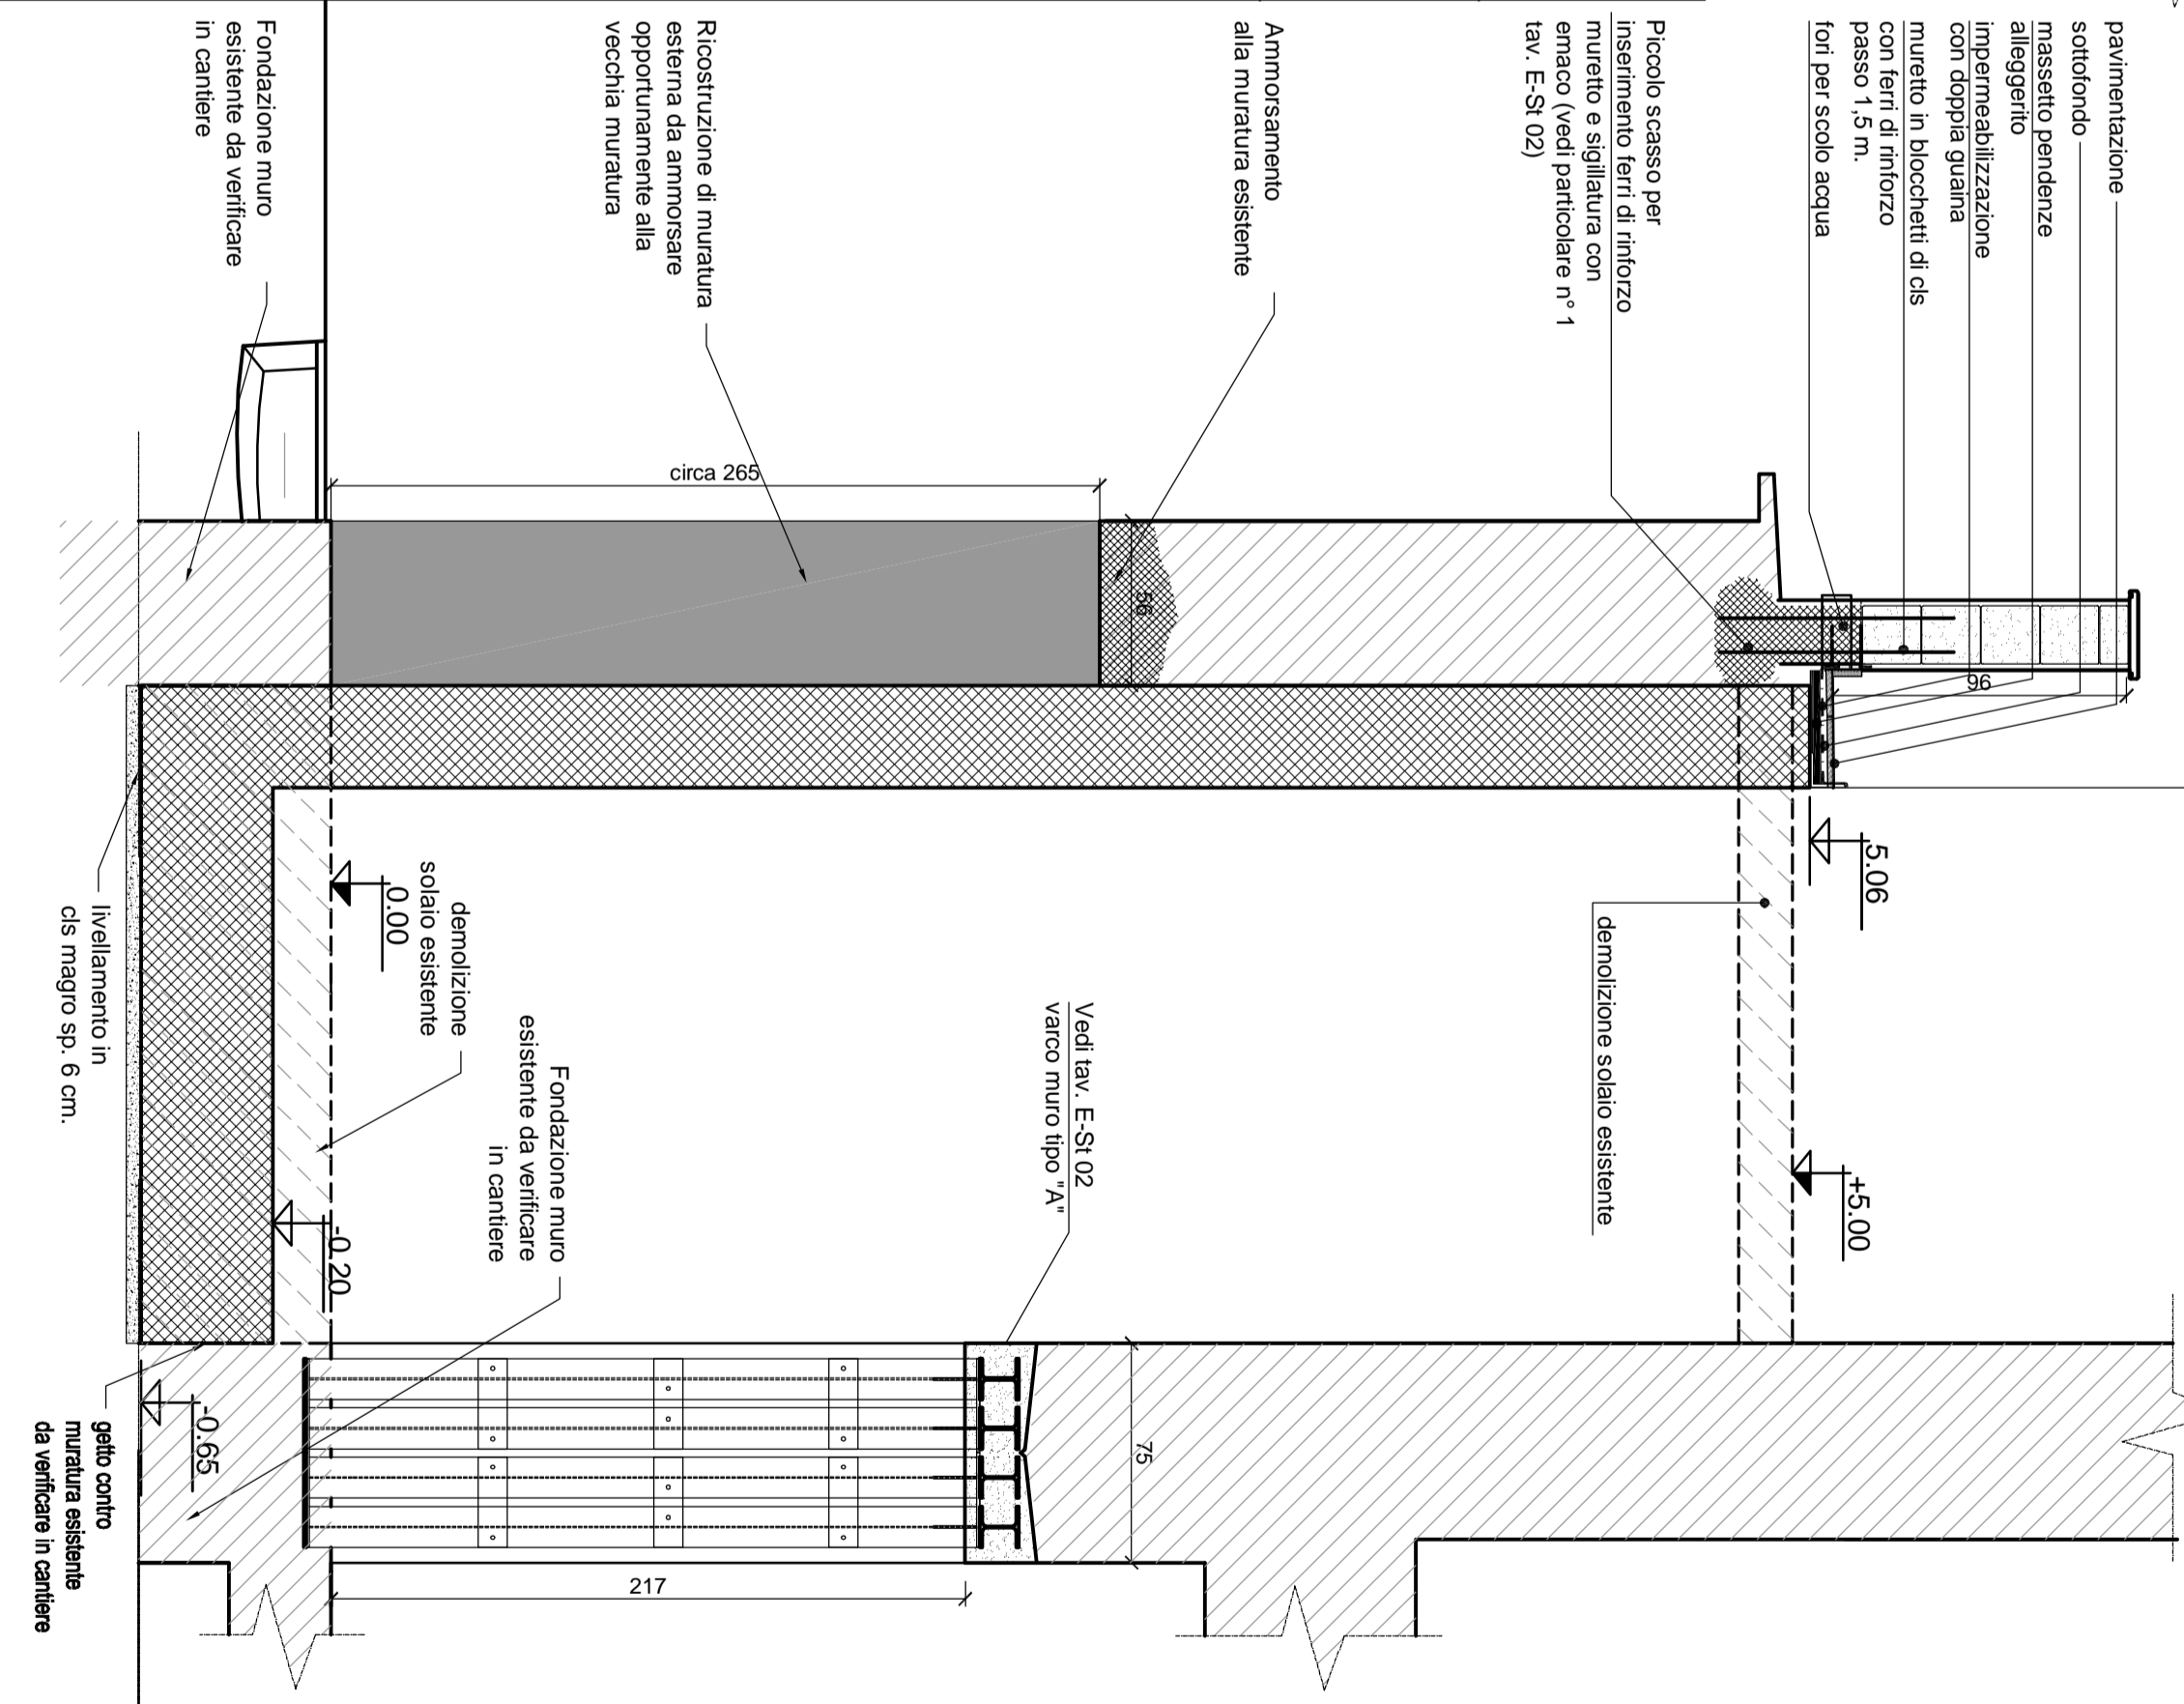 pavimentazione
sottofondo
massetto pendenze
alleggerito
impermeabilizzazione
con doppia guaina
muretto in blocchetti di cls
con ferri di rinforzo
passo 1,5 m.
fori per scolo acqua
Piccolo scasso per
inserimento ferri di rinforzo
muretto e sigillatura con
emaco (vedi particolare n° 1
tav. E-St 02)
Ammorsamento
alla muratura esistente
Ricostruzione di muratura
esterna da ammorsare
opportunamente alla
vecchia muratura
Fondazione muro
esistente da verificare
in cantiere
circa 265
56
96
5.06
+5.00
demolizione solaio esistente
Vedi tav. E-St 02
varco muro tipo "A"
0.00
demolizione
solaio esistente
Fondazione muro
esistente da verificare
in cantiere
-0.20
livellamento in
cls magro sp. 6 cm.
75
217
-0.65
getto contro
muratura esistente
da verificare in cantiere